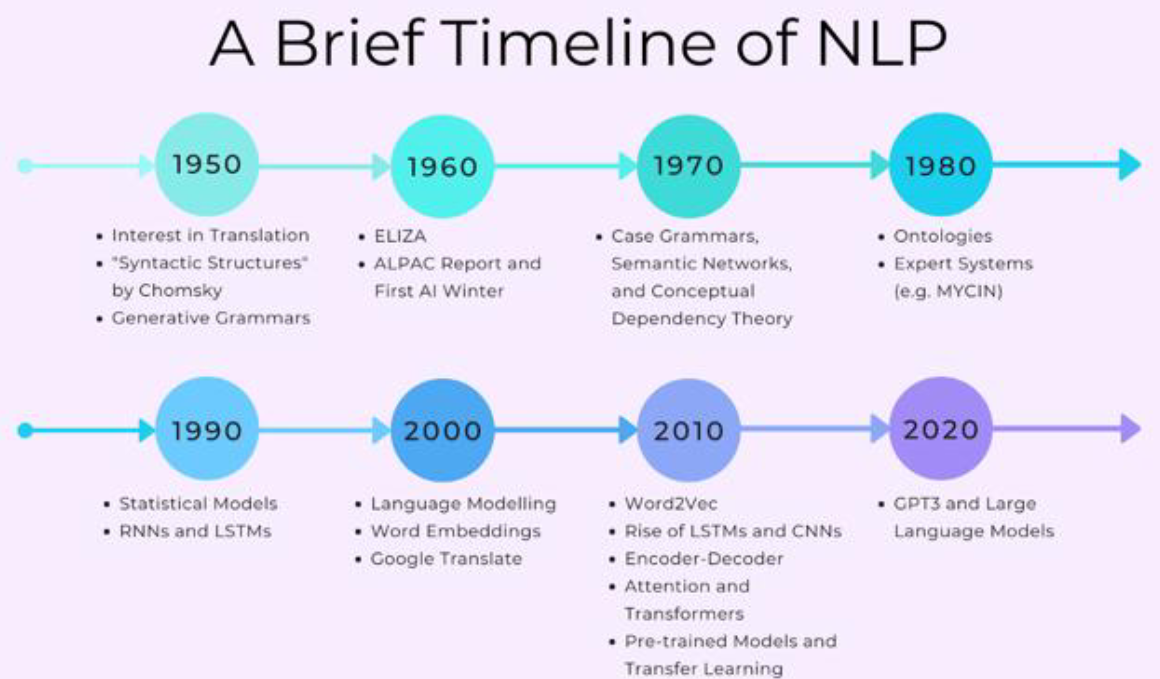 A Brief Timeline of NLP
1950
• Interest in Translation
• "Syntactic Structures"
by Chomsky
• Generative Grammars
1960
• ELIZA
• ALPAC Report and
First AI Winter
1970
• Case Grammars,
Semantic Networks,
and Conceptual
Dependency Theory
1980
• Ontologies
• Expert Systems
(e.g. MYCIN)
1990
• Statistical Models
• RNNs and LSTMs
2000
• Language Modelling
• Word Embeddings
• Google Translate
2010
• Word2Vec
• Rise of LSTMs and CNNs
• Encoder-Decoder
• Attention and
Transformers
• Pre-trained Models and
Transfer Learning
2020
• GPT3 and Large
Language Models